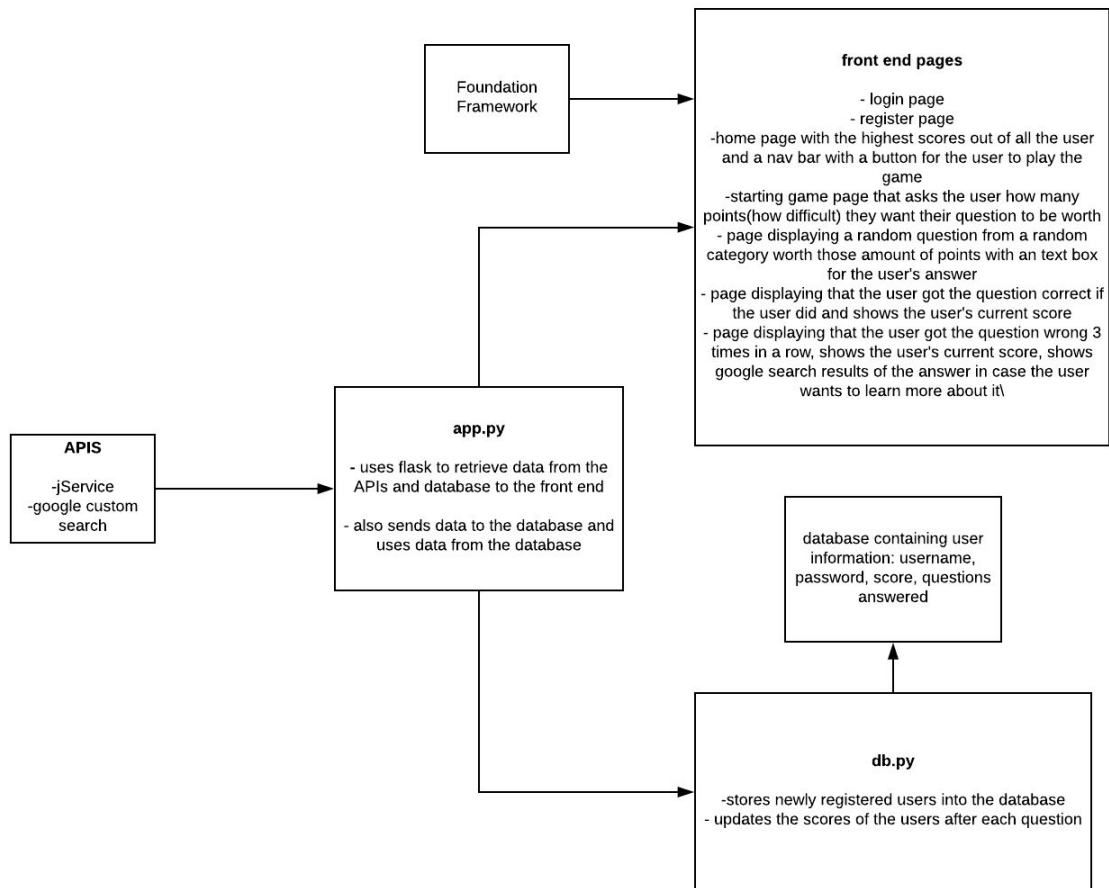 Foundation
Framework
front end pages
- login page
- register page
-home page with the highest scores out of all the user
and a nav bar with a button for the user to play the
game
-starting game page that asks the user how many
points(how difficult) they want their question to be worth
- page displaying a random question from a random
category worth those amount of points with an text box
for the user's answer
- page displaying that the user got the question correct if
the user did and shows the user's current score
- page displaying that the user got the question wrong 3
times in a row, shows the user's current score, shows
google search results of the answer in case the user
wants to learn more about it\
APIS
-jService
-google custom
search
app.py
- uses flask to retrieve data from the
APIs and database to the front end
- also sends data to the database and
uses data from the database
database containing user
information: username,
password, score, questions
answered
db.py
-stores newly registered users into the database
- updates the scores of the users after each question